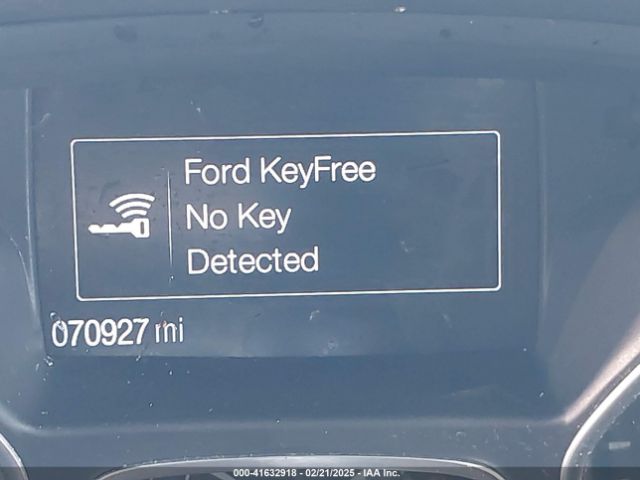 Ford KeyFree
No Key
Detected
070927 mi
000-41632918 - 02/21/2025 - IAA Inc.